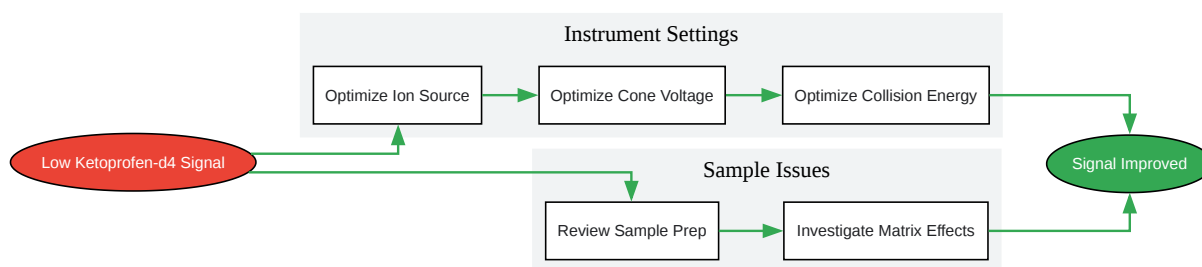 Instrument Settings
Optimize Ion Source
Optimize Cone Voltage
Optimize Collision Energy
Low Ketoprofen-d4 Signal
Signal Improved
Sample Issues
Review Sample Prep
Investigate Matrix Effects